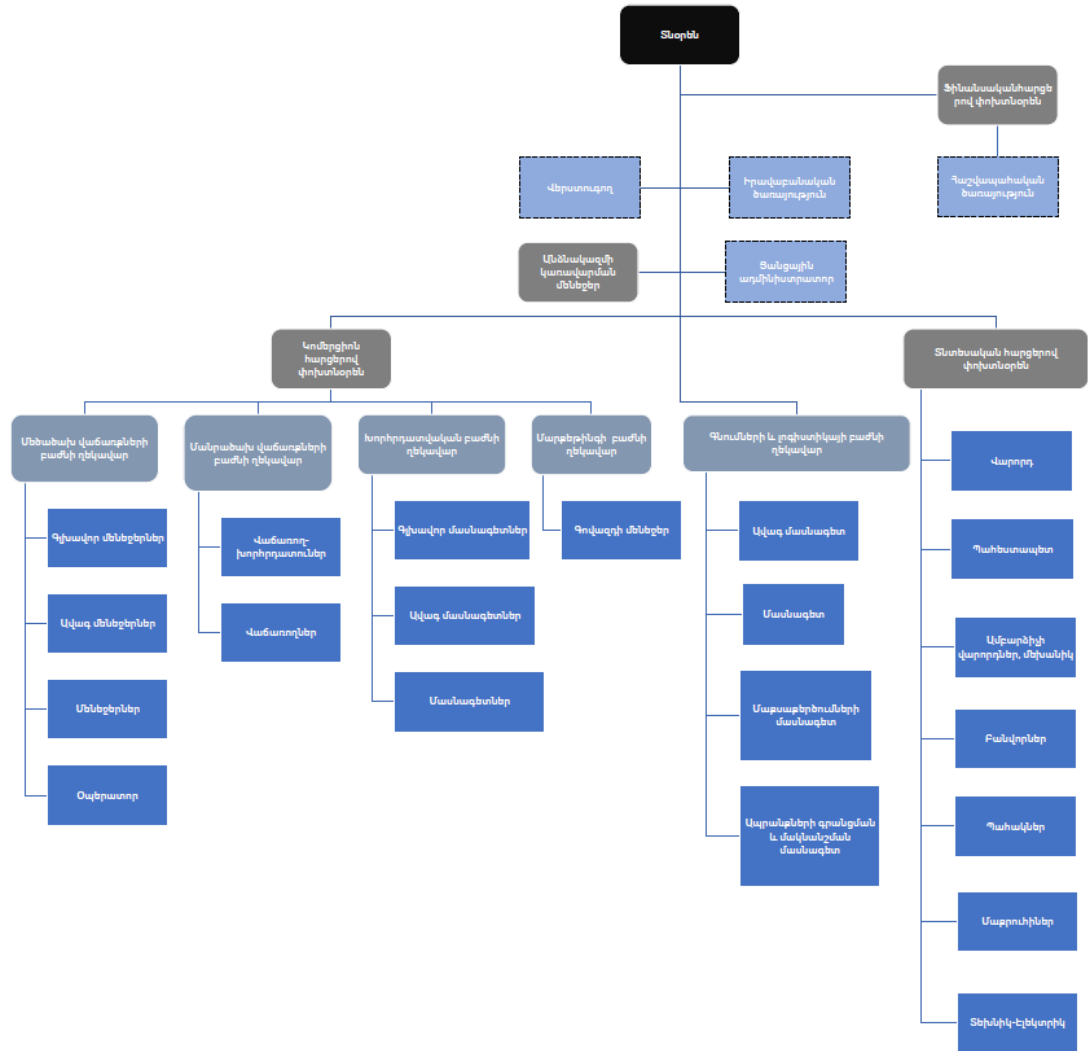 Տնօրեն
Ֆինանսականհարցե
րով փոխտնօրեն
Վերստուգող
Իրավաբանական
ծառայություն
Հաշվապահական
ծառայություն
Անձնակազմի
կառավարման
մենեջեր
Ցանցային
ադմինիստրատոր
Կոմերցիոն
հարցերով
փոխտնօրեն
Տնտեսական հարցերով
փոխտնօրեն
Մեծածախ վաճառքների
բաժնի ղեկավար
Մանրածախ վաճառքների
բաժնի ղեկավար
Խորհրդատվական բաժնի
ղեկավար
Մարքեթինգի բաժնի
ղեկավար
Գնումների և լոգիստիկայի բաժնի
ղեկավար
Գլխավոր մենեջերներ
Ավագ մենեջերներ
Մենեջերներ
Օպերատոր
Վաճառող-
խորհրդատուներ
Վաճառողներ
Գլխավոր մասնագետներ
Ավագ մասնագետներ
Մասնագետներ
Գովազդի մենեջեր
Ավագ մասնագետ
Մասնագետ
Մաքսաբերծումների
մասնագետ
Ապրանքների գրանցման
և մակնանշման
մասնագետ
Վարորդ
Պահեստապետ
Ամբարձիչի
վարորդներ, մեխանիկ
Բանվորներ
Պահակներ
Մաքրուհիներ
Տեխնիկ-Էլեկտրիկ